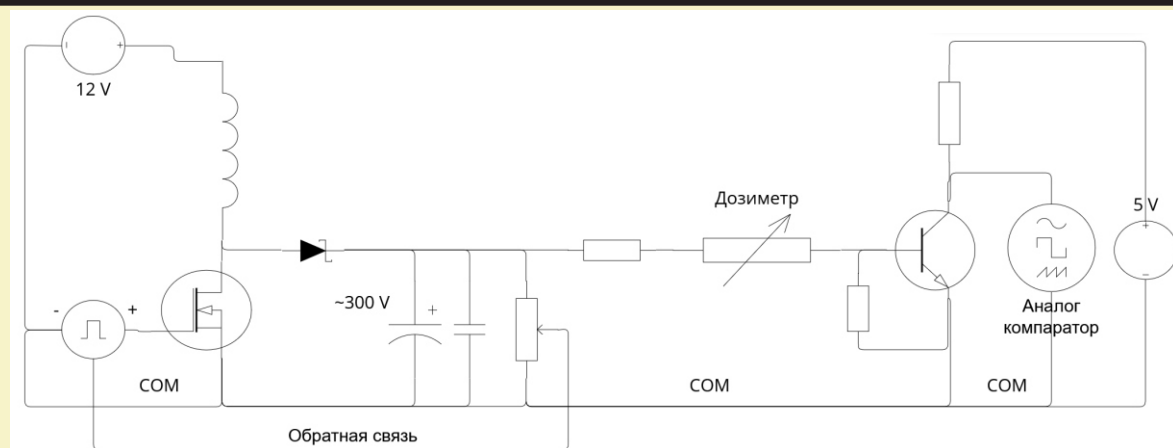 12 V
Дозиметр
5 V
~300 V
+
-
+
Аналог
компаратор
COM
COM
COM
Обратная связь